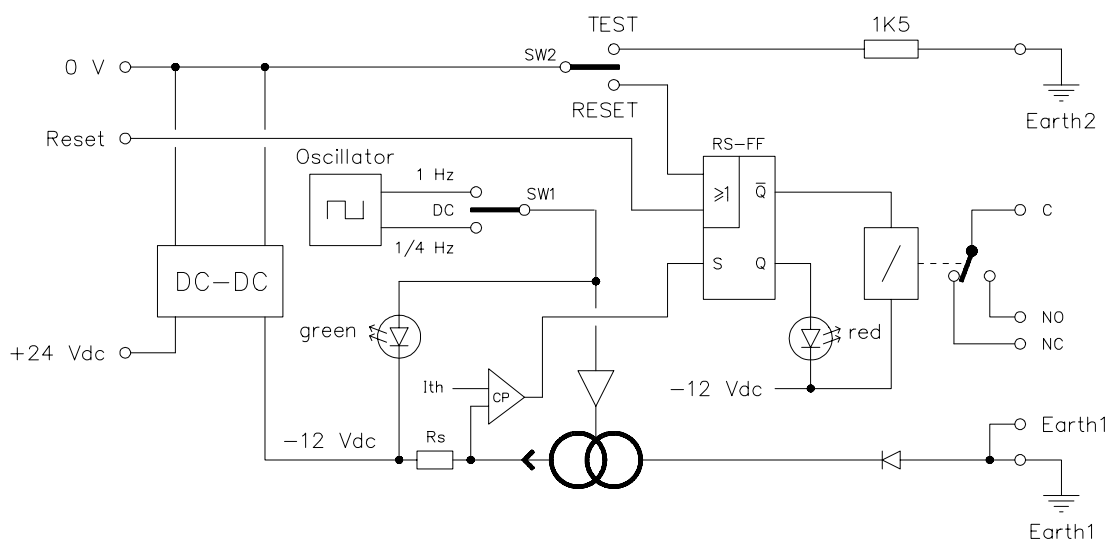 TEST
1K5
SW2
0 V
RESET
Earth2
Reset
RS-FF
Oscillator
1 Hz
≥1
Q̅
SW1
DC
C
1/4 Hz
S
Q
DC-DC
green
red
NO
NC
+24 Vdc
Ith
CP
-12 Vdc
-12 Vdc
Rs
Earth1
Earth1